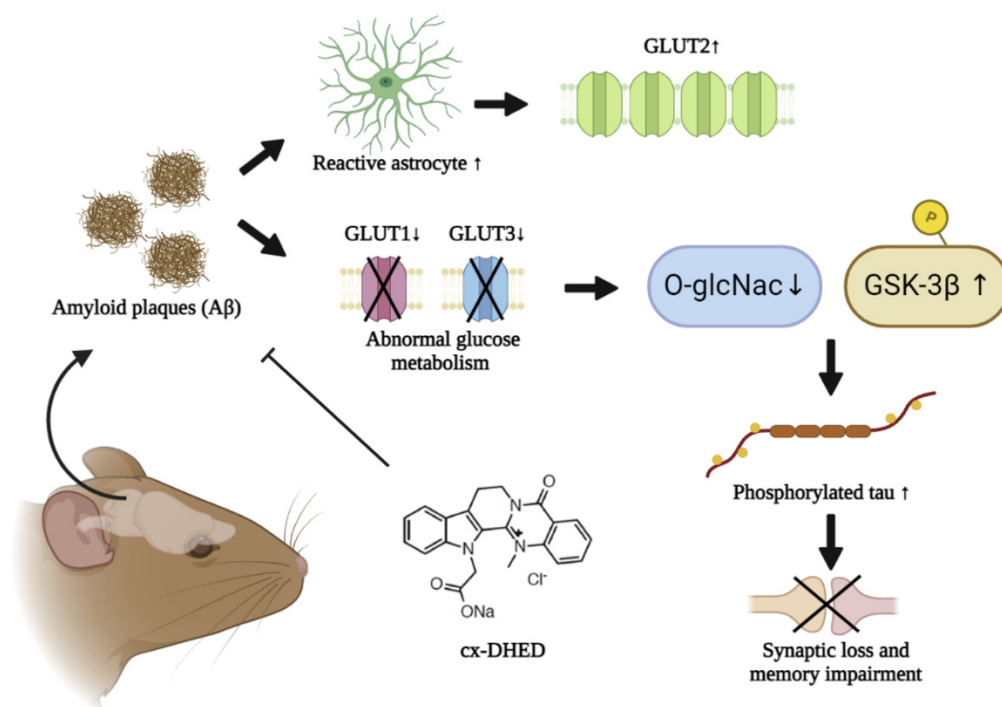 GLUT2↑
Reactive astrocyte ↑
GLUT1↓
GLUT3↓
Abnormal glucose
metabolism
Amyloid plaques (Aβ)
P
O-glcNac↓
GSK-3β ↑
Phosphorylated tau ↑
Synaptic loss and
memory impairment
O
N
N
N
+
O
ONa
Cl-
cx-DHED